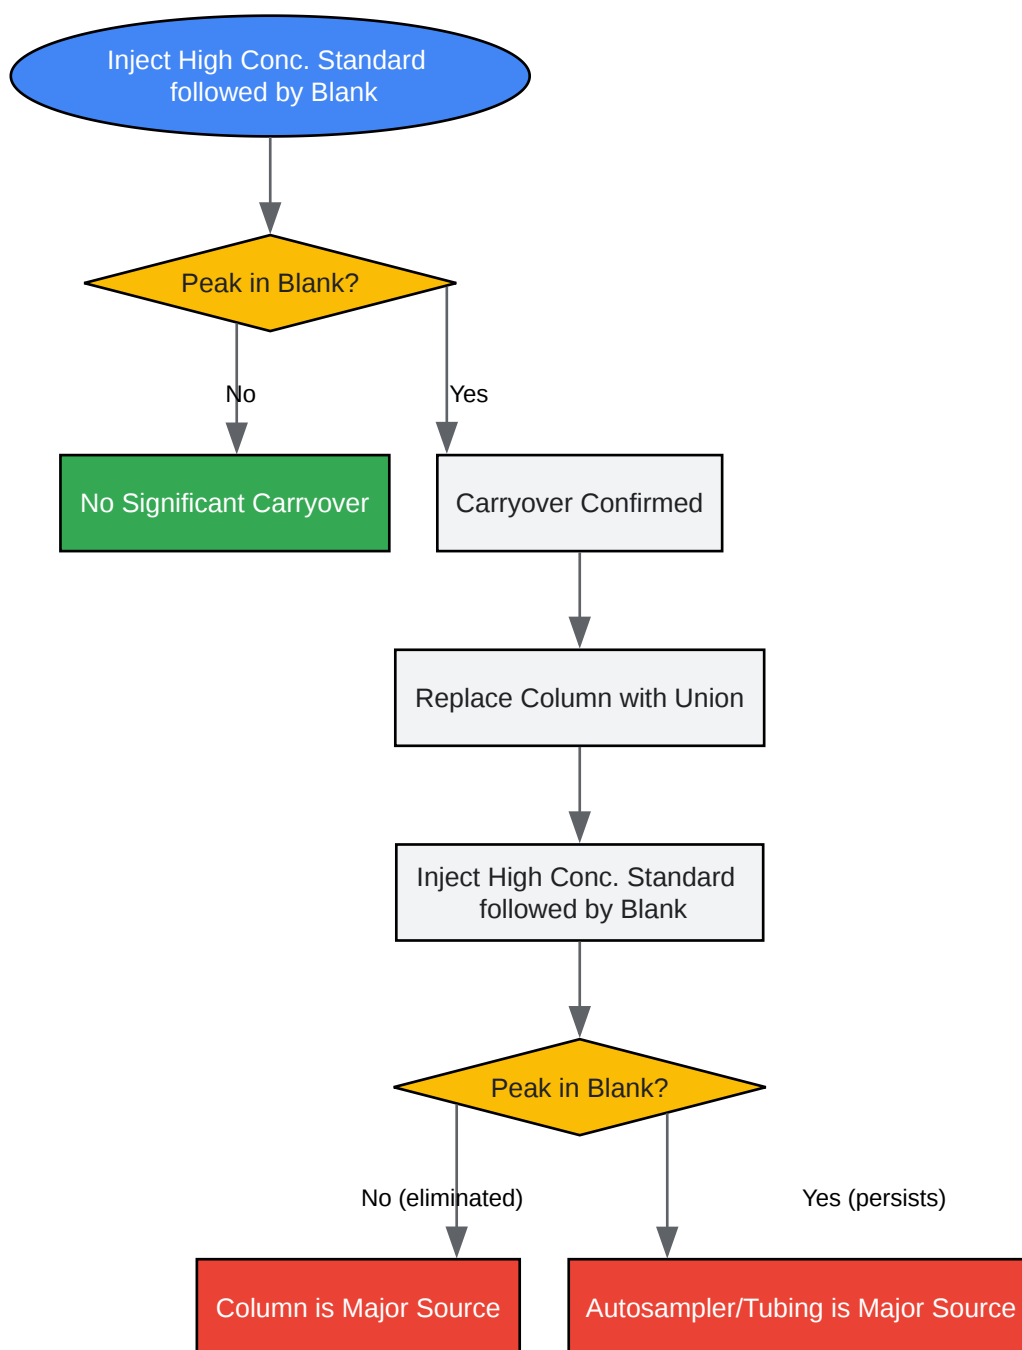 Inject High Conc. Standard
followed by Blank
Peak in Blank?
No
Yes
No Significant Carryover
Carryover Confirmed
Replace Column with Union
Inject High Conc. Standard
followed by Blank
Peak in Blank?
No (eliminated)
Yes (persists)
Column is Major Source
Autosampler/Tubing is Major Source